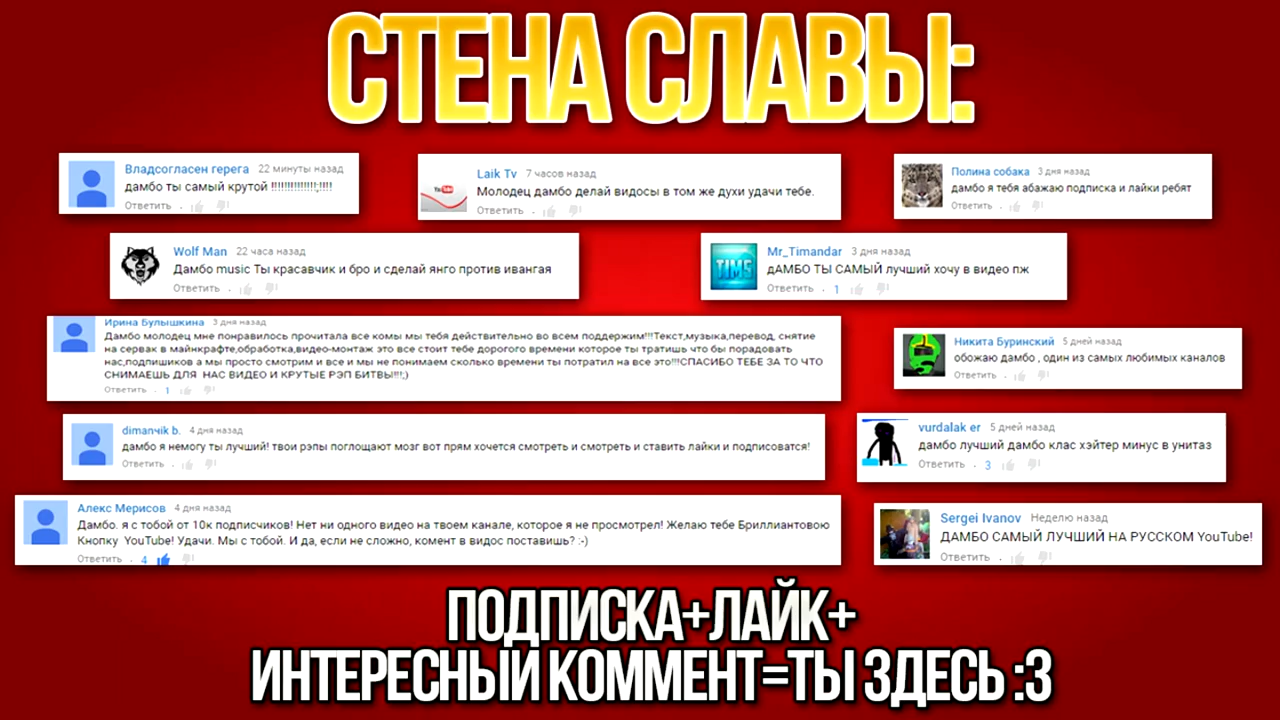 СТЕНА СЛАВЫ:
Владсогласен герега 22 минуты назад
дамбо ты самый крутой !!!!!!!!!!!!!!;!!!!
Ответить
Laik Tv 7 часов назад
Молодец дамбо делай видосы в том же духи удачи тебе.
Ответить
Полина собака 3 дня назад
дамбо я тебя абажаю подписка и лайки ребят
Ответить
Wolf Man 22 часа назад
Дамбо music Ты красавчик и бро и сделай янго против ивангая
Ответить
TIMS
Mr_Timandar 3 дня назад
дАМБО ТЫ САМЫЙ лучший хочу в видео пж
Ответить 1
Ирина Булышкина 3 дня назад
Дамбо молодец мне понравилось прочитала все комы мы тебя действительно во всем поддержим!!!Текст,музыка,перевод, снятие
на сервак в майнкрафте,обработка,видео-монтаж это все стоит тебе дорогого времени которое ты тратишь что бы порадовать
нас,подпишиков а мы просто смотрим и все и мы не понимаем сколько времени ты потратил на все это!!!СПАСИБО ТЕБЕ ЗА ТО ЧТО
СНИМАЕШЬ ДЛЯ НАС ВИДЕО И КРУТЫЕ РЭП БИТВЫ!!!;)
Ответить 1
Никита Буринский 5 дней назад
обожаю дамбо , один из самых любимых каналов
Ответить
dimanчik b. 4 дня назад
дамбо я немогу ты лучший! твои рэпы поглощают мозг вот прям хочется смотреть и смотреть и ставить лайки и подписоватся!
Ответить
vurdalak er 5 дней назад
дамбо лучший дамбо клас хэйтер минус в унитаз
Ответить 3
Алекс Мерисов 4 дня назад
Дамбо. я с тобой от 10к подписчиков! Нет ни одного видео на твоем канале, которое я не просмотрел! Желаю тебе Бриллиантовою
Кнопку YouTube! Удачи. Мы с тобой. И да, если не сложно, комент в видос поставишь? :-)
Ответить 4
Sergei Ivanov Неделю назад
ДАМБО САМЫЙ ЛУЧШИЙ НА РУССКОМ YouTube!
Ответить
ПОДПИСКА+ЛАЙК+
ИНТЕРЕСНЫЙ КОММЕНТ=ТЫ ЗДЕСЬ :3